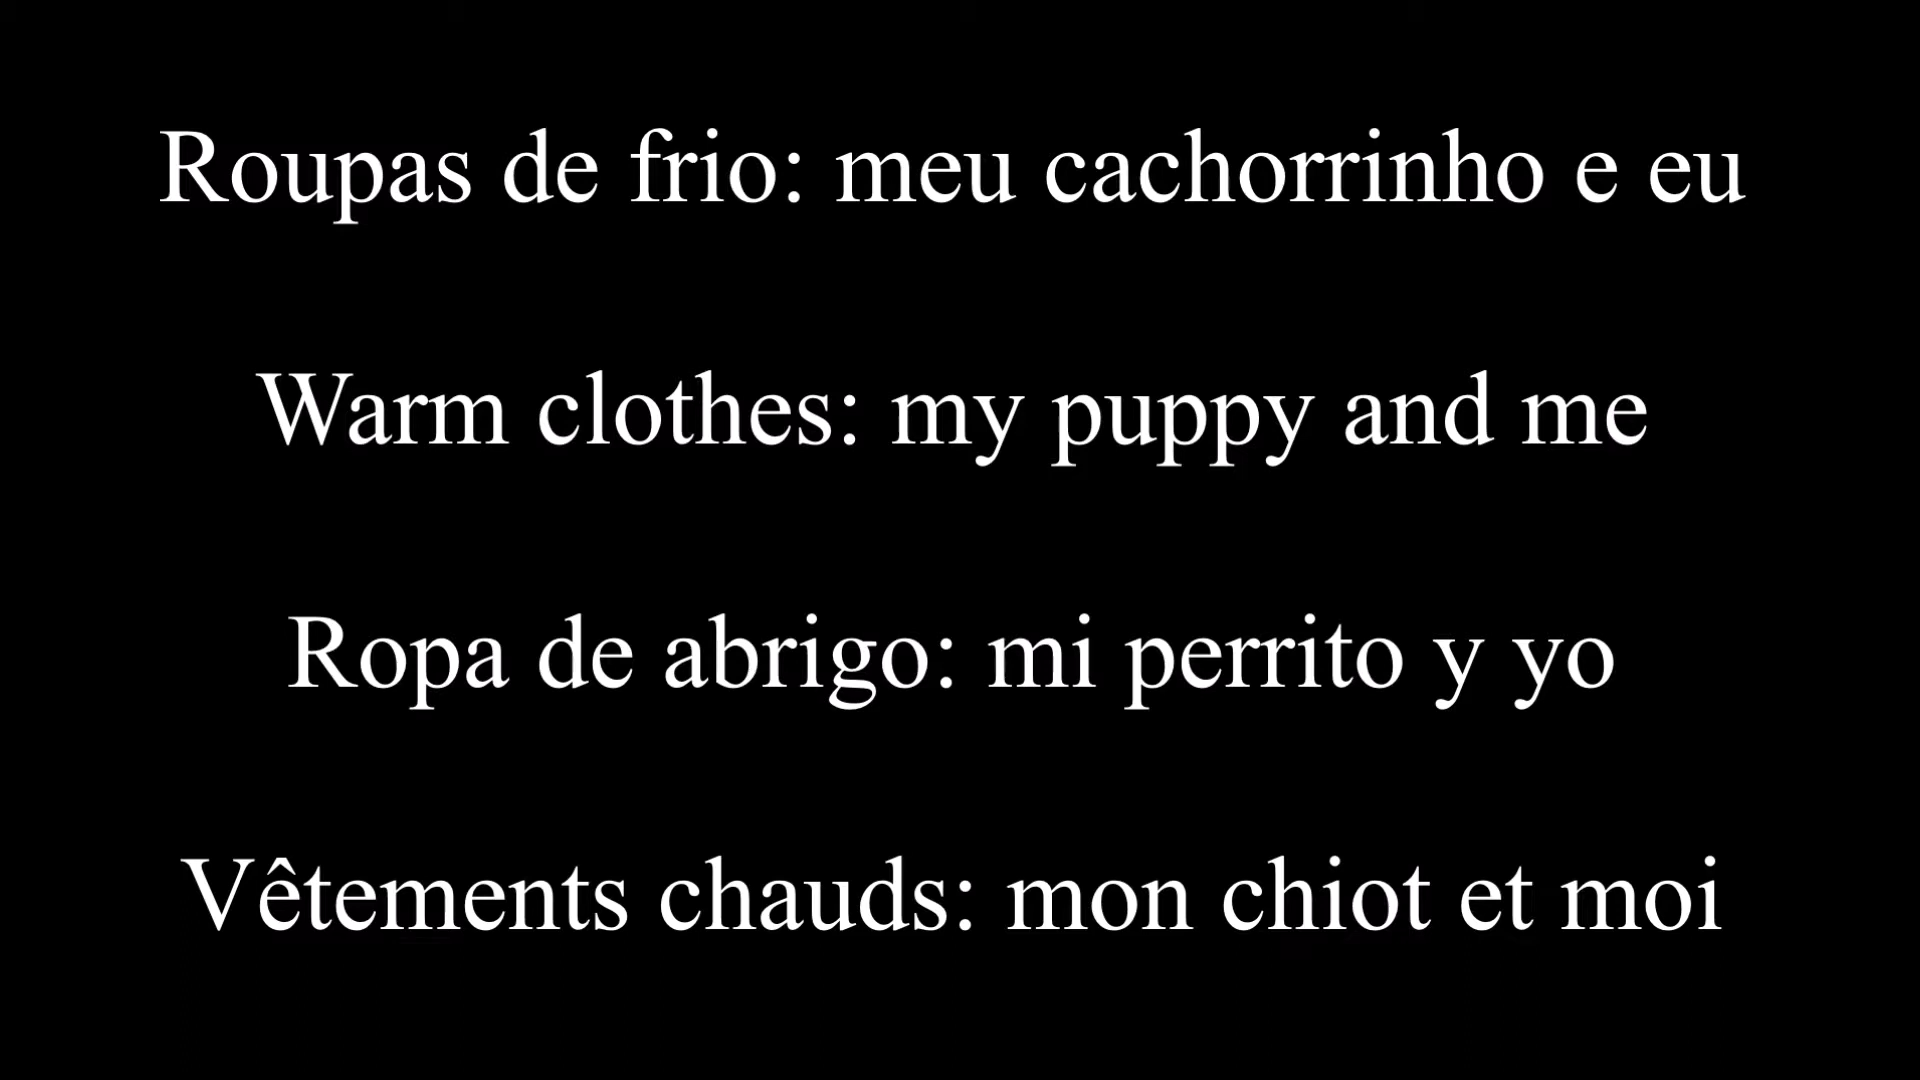 Roupas de frio: meu cachorrinho e eu
Warm clothes: my puppy and me
Ropa de abrigo: mi perrito y yo
Vêtements chauds: mon chiot et moi